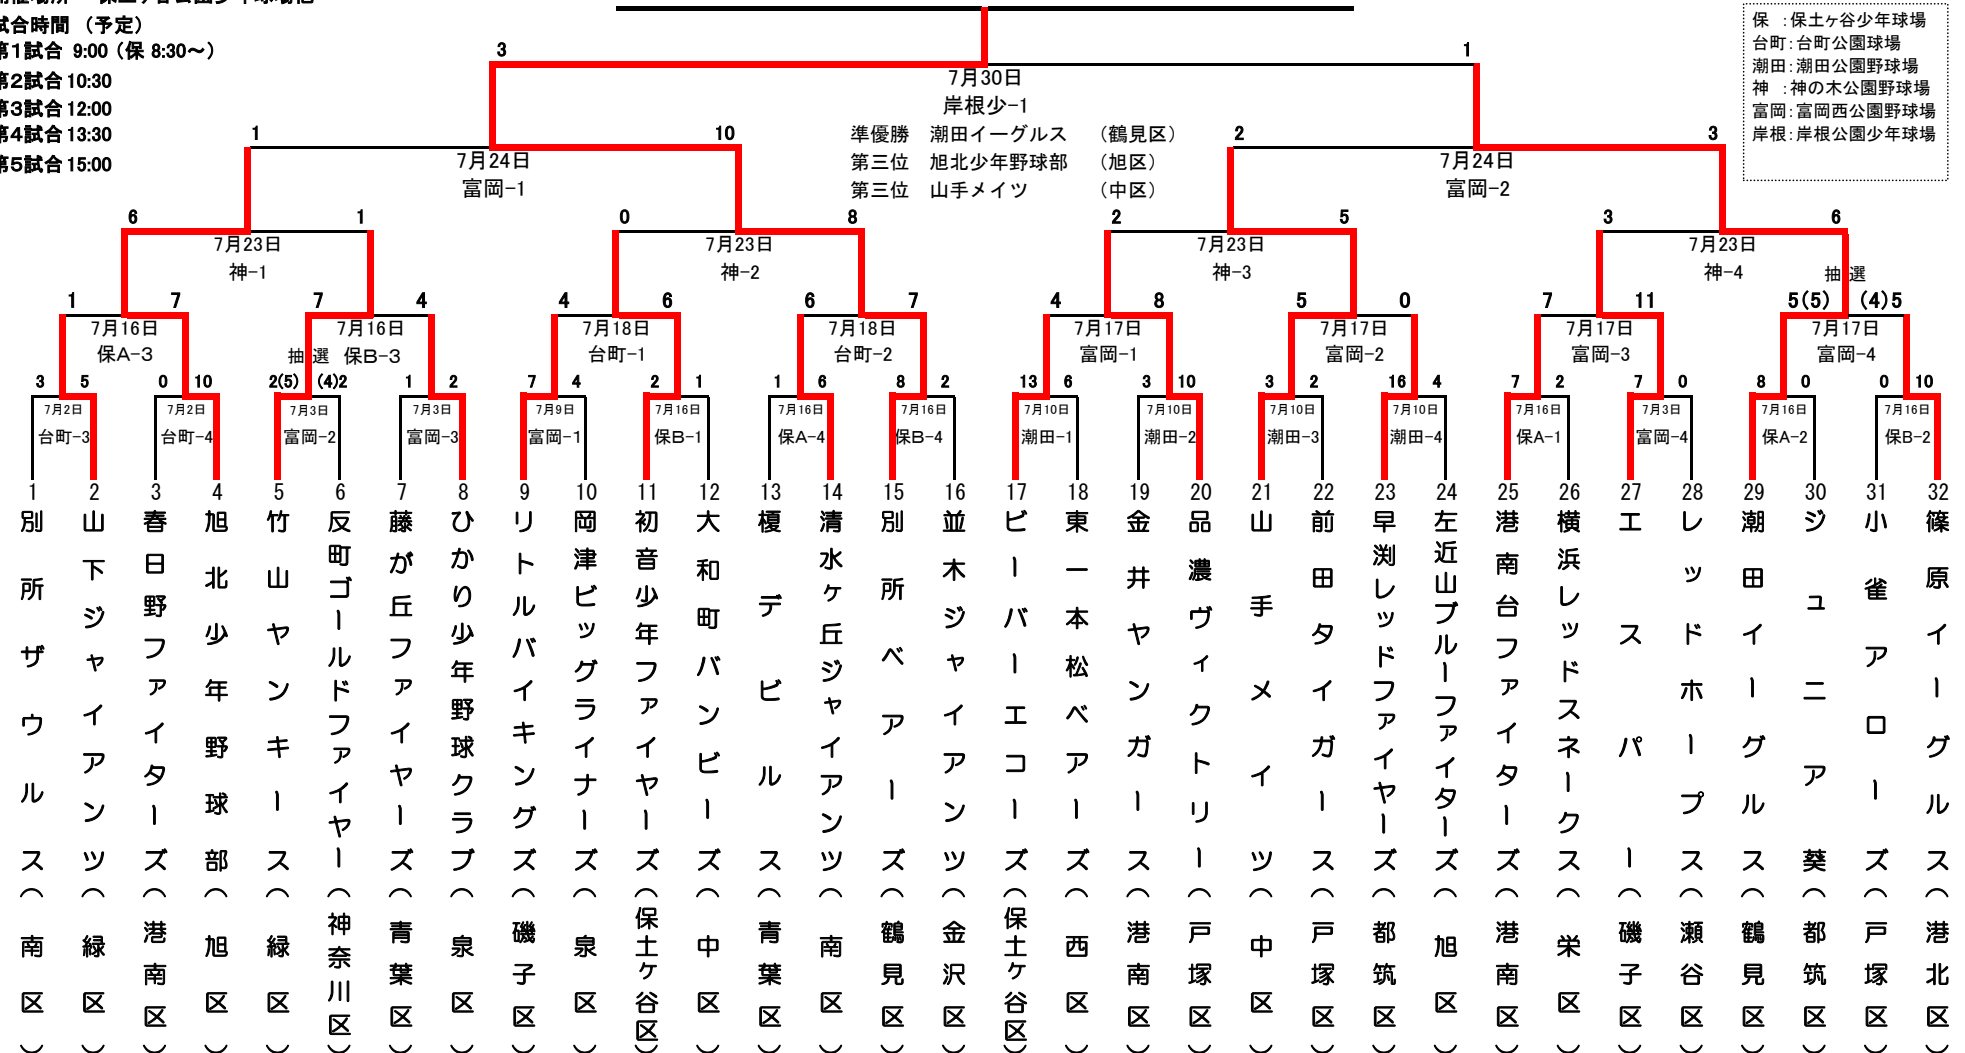 試合時間 （予定）
第1試合 9:00 （保 8:30～）
第2試合 10:30
第3試合 12:00
第4試合 13:30
第5試合 15:00
保 ：保土ヶ谷少年球場
台町：台町公園球場
潮田：潮田公園野球場
神 ：神の木公園野球場
富岡：富岡西公園野球場
岸根：岸根公園少年球場
3 1
7月30日
岸根少-1
準優勝 潮田イーグルス （鶴見区）
第三位 旭北少年野球部 （旭区）
第三位 山手メイツ （中区）
1 10 2 3
7月24日 7月24日
富岡-1 富岡-2
6 1 0 8 2 5 3 6
7月23日 7月23日 7月23日 7月23日
神-1 神-2 神-3 神-4
抽選
1 7 7 4 4 6 6 7 4 8 5 0 7 11 5(5) (4)5
7月16日 7月16日 7月18日 7月18日 7月17日 7月17日 7月17日 7月17日
保A-3 抽選 保B-3 台町-1 台町-2 富岡-1 富岡-2 富岡-3 富岡-4
3 5 0 10 2(5) (4)2 1 2 7 4 2 1 1 6 8 2 13 6 3 10 3 2 16 4 7 2 7 0 8 0 0 10
7月2日 7月2日 7月3日 7月3日 7月9日 7月16日 7月16日 7月16日 7月10日 7月10日 7月10日 7月10日 7月16日 7月3日 7月16日 7月16日
台町-3 台町-4 富岡-2 富岡-3 富岡-1 保B-1 保A-4 保B-4 潮田-1 潮田-2 潮田-3 潮田-4 保A-1 富岡-4 保A-2 保B-2
1 別所ザウルス（南区）
2 山下ジャイアンツ（緑区）
3 春日野ファイターズ（港南区）
4 旭北少年野球部（旭区）
5 竹山ヤンキース（緑区）
6 反町ゴールドファイヤー（神奈川区）
7 藤が丘ファイヤーズ（青葉区）
8 ひかり少年野球クラブ（泉区）
9 リトルバイキングズ（磯子区）
10 岡津ビッグライナーズ（泉区）
11 初音少年ファイヤーズ（保土ケ谷区）
12 大和町バンビーズ（中区）
13 榎デビルス（青葉区）
14 清水ヶ丘ジャイアンツ（南区）
15 別所ベアーズ（鶴見区）
16 並木ジャイアンツ（金沢区）
17 ビーバーエコーズ（保土ケ谷区）
18 東一本松ベアーズ（西区）
19 金井ヤンガース（港南区）
20 品濃ヴィクトリー（戸塚区）
21 山手メイツ（中区）
22 前田タイガース（戸塚区）
23 早渕レッドファイヤーズ（都筑区）
24 左近山ブルーファイターズ（旭区）
25 港南台ファイターズ（港南区）
26 横浜レッドスネークス（栄区）
27 エスパー（磯子区）
28 レッドホープス（瀬谷区）
29 潮田イーグルス（鶴見区）
30 ジュニア葵（都筑区）
31 小雀アローズ（戸塚区）
32 篠原イーグルス（港北区）